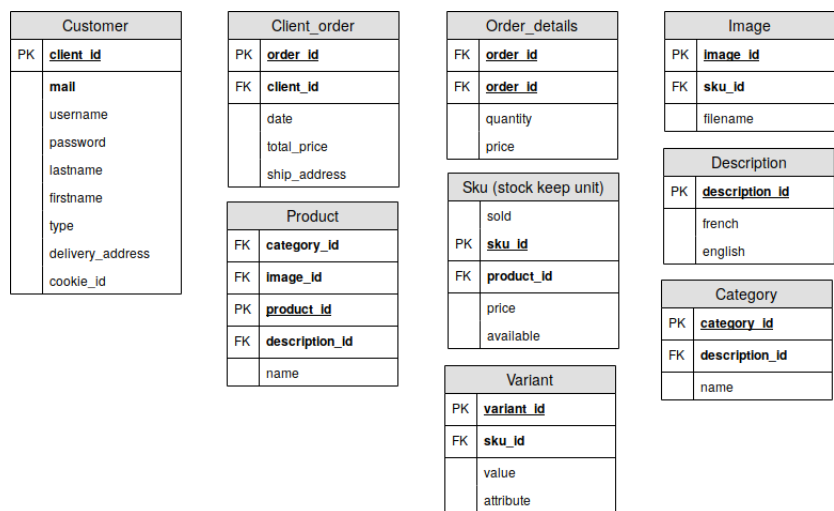 Customer
PK client_id
mail
username
password
lastname
firstname
type
delivery_address
cookie_id
Client_order
PK order_id
FK client_id
date
total_price
ship_address
Product
FK category_id
FK image_id
PK product_id
FK description_id
name
Order_details
FK order_id
FK order_id
quantity
price
Sku (stock keep unit)
sold
PK sku_id
FK product_id
price
available
Variant
PK variant_id
FK sku_id
value
attribute
Image
PK image_id
FK sku_id
filename
Description
PK description_id
french
english
Category
PK category_id
FK description_id
name